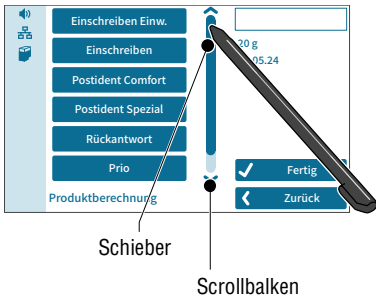 Einschreiben Einw.
Einschreiben
Postident Comfort
Postident Spezial
Rückantwort
Prio
Produktberechnung
20 g
05.24
Fertig
Zurück
Schieber
Scrollbalken